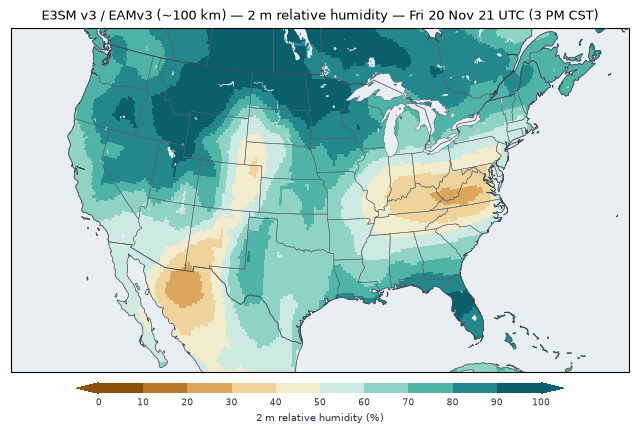 E3SM v3 / EAMv3 (~100 km) — 2 m relative humidity — Fri 20 Nov 21 UTC (3 PM CST)
0 10 20 30 40 50 60 70 80 90 100
2 m relative humidity (%)